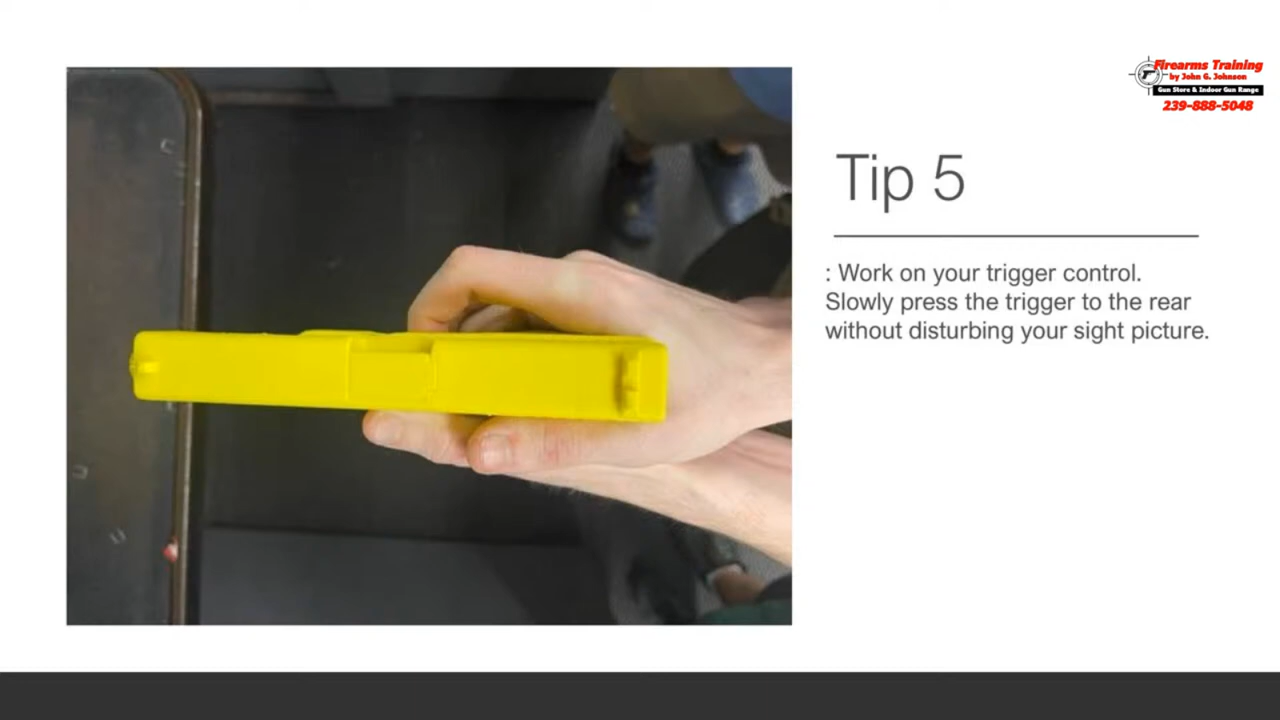 Firearms Training
by John G. Johnson
Gun Store & Indoor Gun Range
239-888-5048
Tip 5
: Work on your trigger control.
Slowly press the trigger to the rear
without disturbing your sight picture.